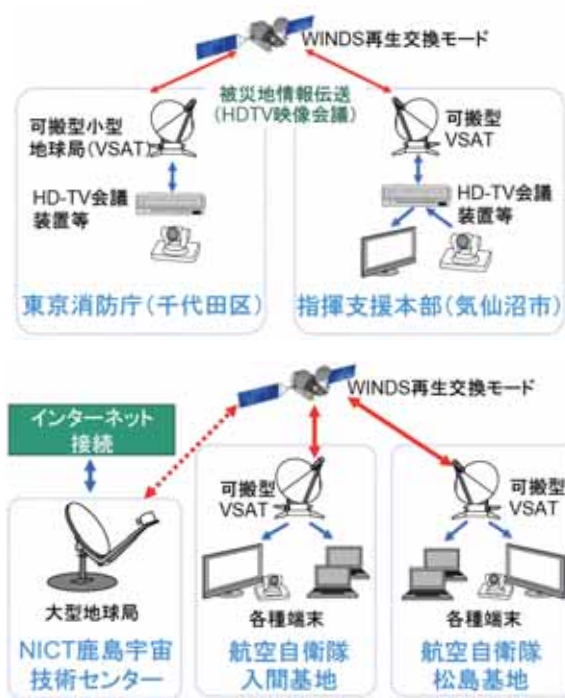 WINDS再生交換モード
被災地情報伝送
(HDTV映像会議)
可搬型小型
地球局(VSAT)
HD-TV会議
装置等
東京消防庁(千代田区)
可搬型
VSAT
HD-TV会議
装置等
指揮支援本部(気仙沼市)
WINDS再生交換モード
インターネット
接続
大型地球局
NICT鹿島宇宙
技術センター
可搬型
VSAT
各種端末
航空自衛隊
入間基地
可搬型
VSAT
各種端末
航空自衛隊
松島基地